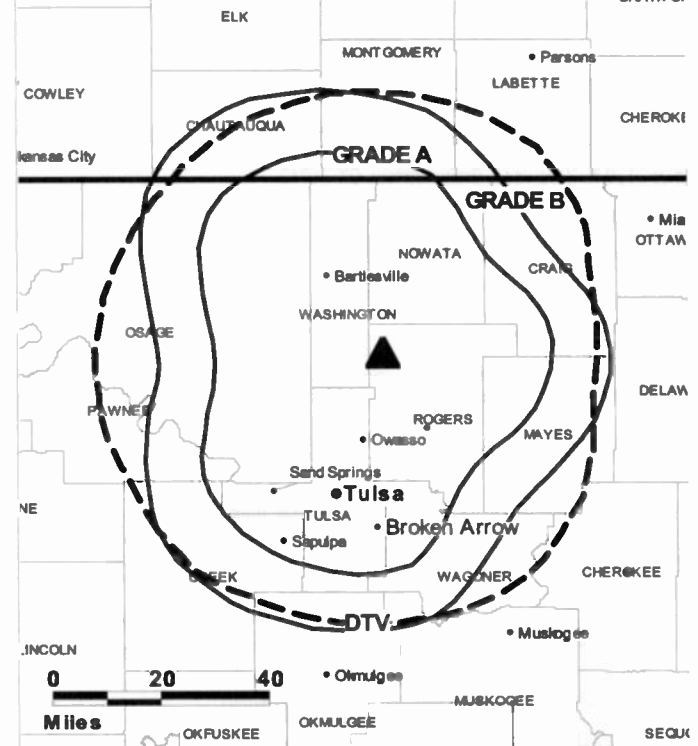 ELK
MONTGOMERY
Parsons
LABETTE
COWLEY
CHEROKE
CHAUTAUQUA
kansas City
GRADE A
GRADE B
Mia
OTTAW
NOWATA
CRAIG
Bartlesville
WASHINGTON
OSAGE
DELAW
PAWNEE
ROGERS
MAYES
Owasso
Sand Springs
Tulsa
NE
TULSA
Broken Arrow
Sapulpa
CREEK
WAGONER
CHEROKEE
DTV
Muskogee
LINCOLN
0 20 40
Okmulgee
Miles
MUSKOGEE
OKMULGEE
OKFUSKEE
SEQUO